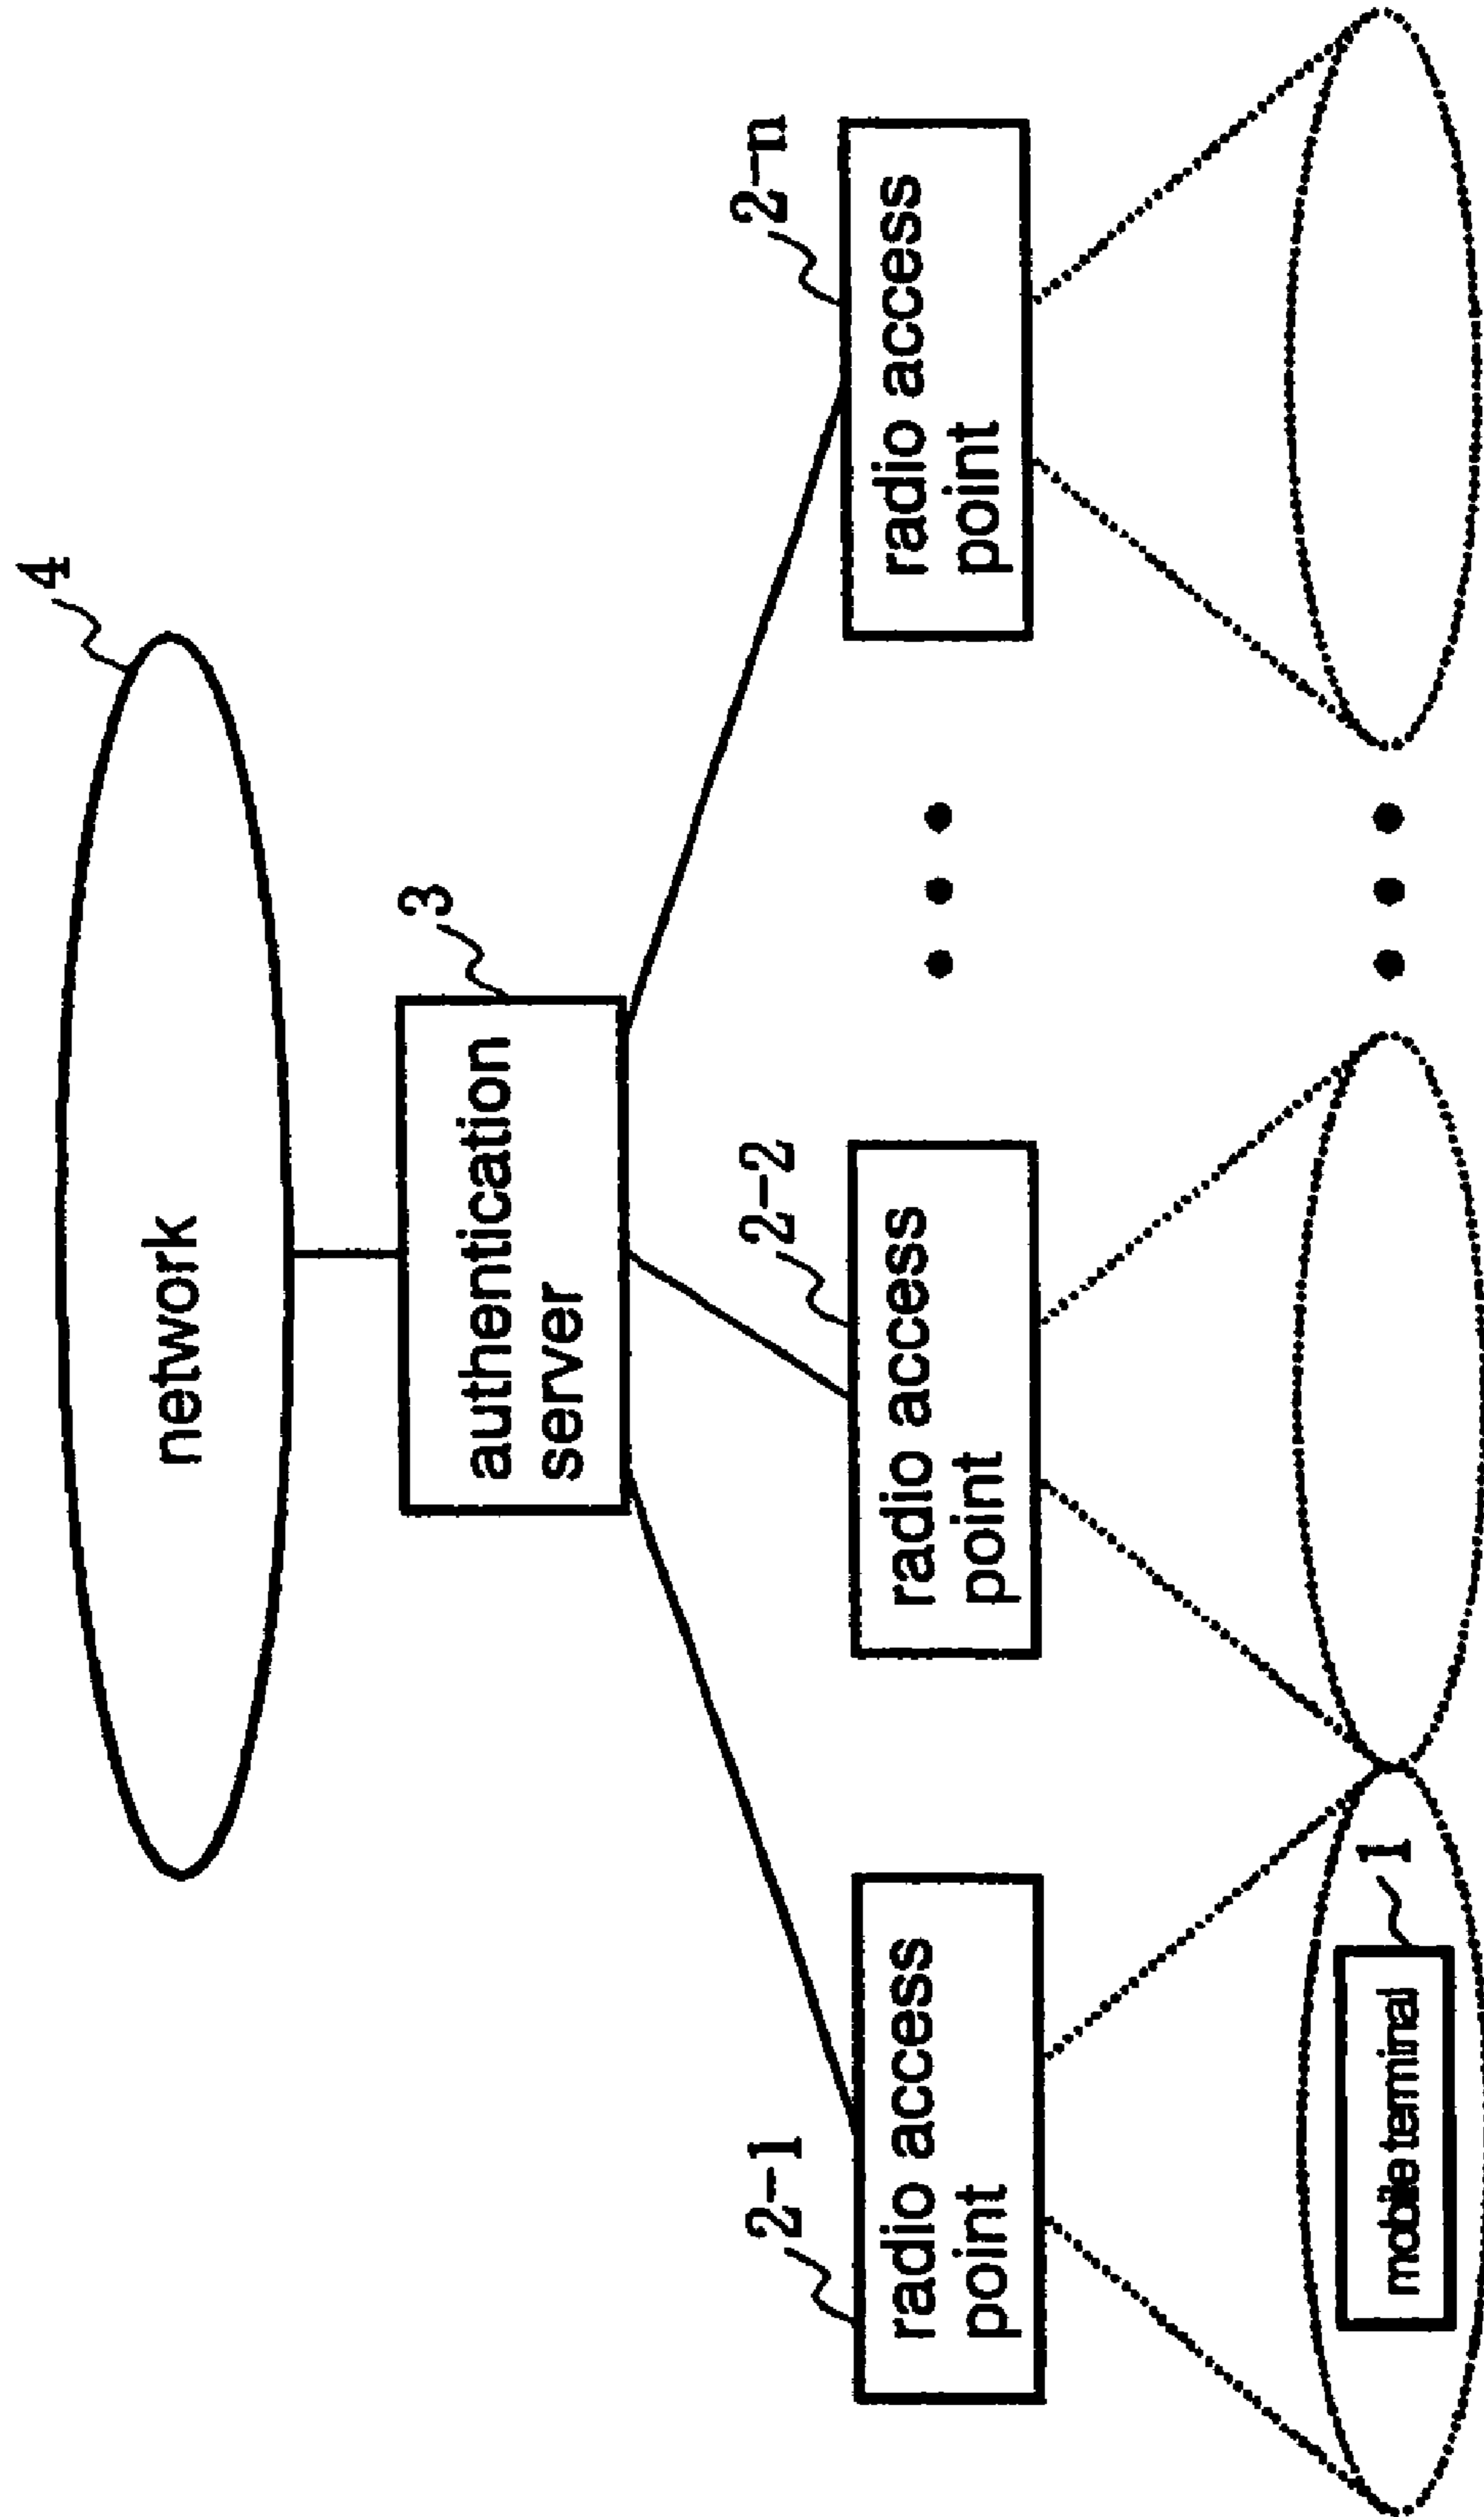 4
network
3
authentication
server
2-1
radio access
point
2-2
radio access
point
2-n
radio access
point
1
mobile terminal